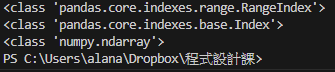 <class 'pandas.core.indexes.range.RangeIndex'>
<class 'pandas.core.indexes.base.Index'>
<class 'numpy.ndarray'>
PS C:\Users\alana\Dropbox\程式設計課>